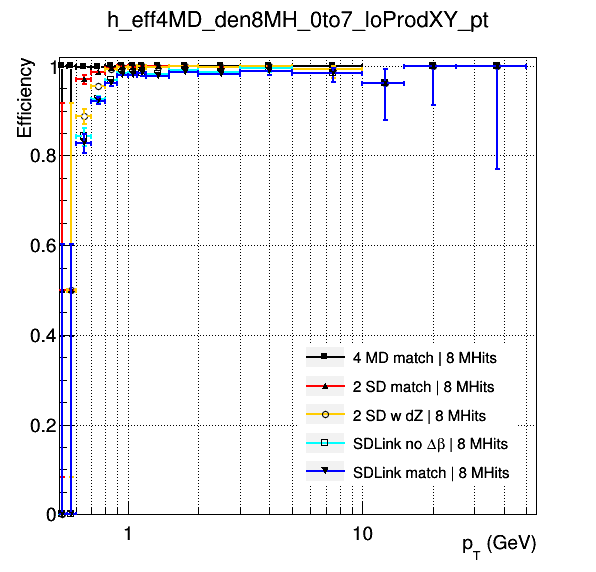 h_eff4MD_den8MH_0to7_loProdXY_pt
Efficiency
1
0.8
0.6
0.4
0.2
0
4 MD match | 8 MHits
2 SD match | 8 MHits
2 SD w dZ | 8 MHits
SDLink no Δβ | 8 MHits
SDLink match | 8 MHits
1 10
p_T (GeV)